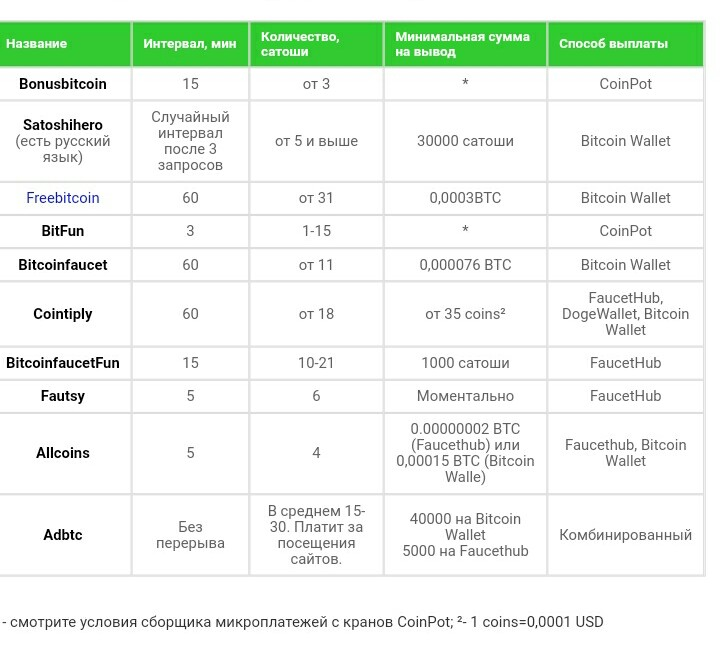 Название Интервал, мин Количество, сатоши Минимальная сумма на вывод Способ выплаты
Bonusbitcoin 15 от 3 * CoinPot
Satoshihero (есть русский язык) Случайный интервал после 3 запросов от 5 и выше 30000 сатоши Bitcoin Wallet
Freebitcoin 60 от 31 0,0003BTC Bitcoin Wallet
BitFun 3 1-15 * CoinPot
Bitcoinfaucet 60 от 11 0,000076 BTC Bitcoin Wallet
Cointiply 60 от 18 от 35 coins² FaucetHub, DogeWallet, Bitcoin Wallet
BitcoinfaucetFun 15 10-21 1000 сатоши FaucetHub
Fautsy 5 6 Моментально FaucetHub
Allcoins 5 4 0.00000002 BTC (Faucethub) или 0,00015 BTC (Bitcoin Walle) Faucethub, Bitcoin Wallet
Adbtc Без перерыва В среднем 15-30. Платит за посещения сайтов. 40000 на Bitcoin Wallet 5000 на Faucethub Комбинированный
- смотрите условия сборщика микроплатежей с кранов CoinPot; ²- 1 coins=0,0001 USD